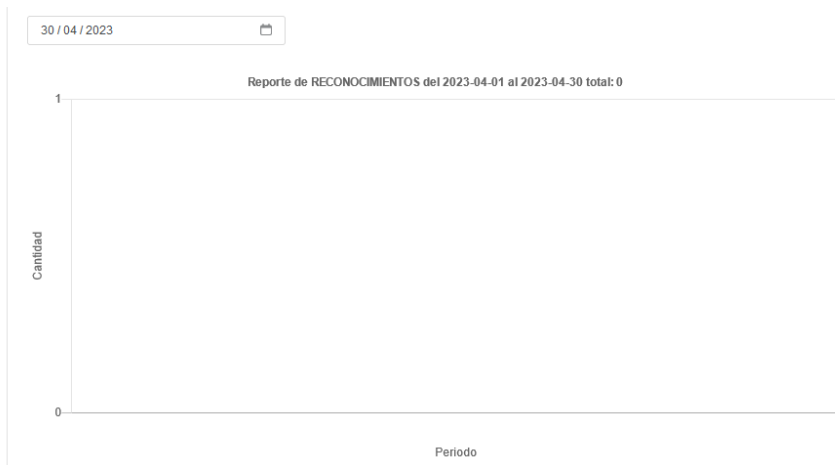 30 / 04 / 2023
Reporte de RECONOCIMIENTOS del 2023-04-01 al 2023-04-30 total: 0
1
Cantidad
0
Periodo